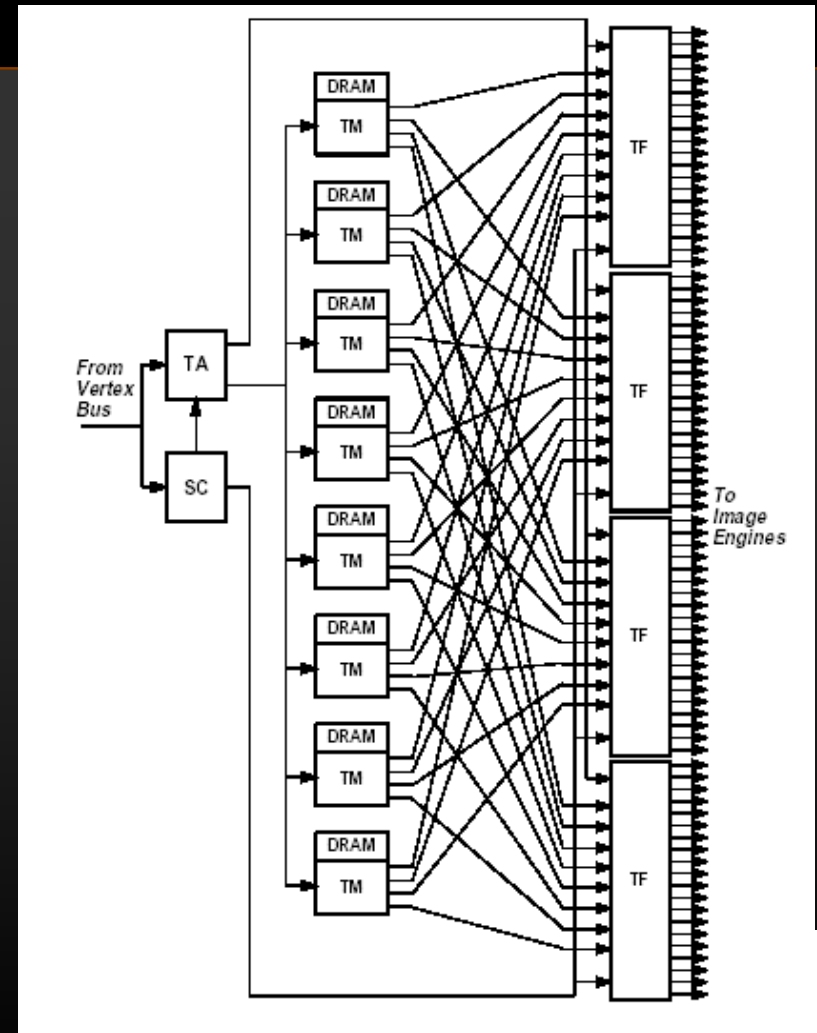 DRAM
TM
DRAM
TM
DRAM
TM
DRAM
TM
DRAM
TM
DRAM
TM
DRAM
TM
DRAM
TM
From
Vertex
Bus
TA
SC
TF
TF
TF
TF
To
Image
Engines